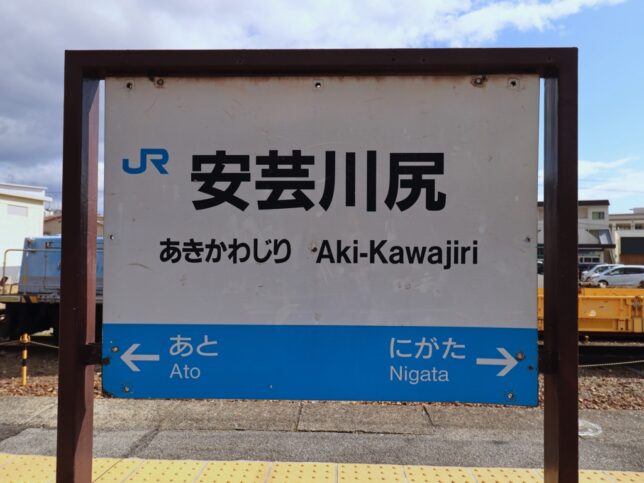 JR 安芸川尻
あきかわじり Aki-Kawajiri
← あと にがた →
Ato Nigata